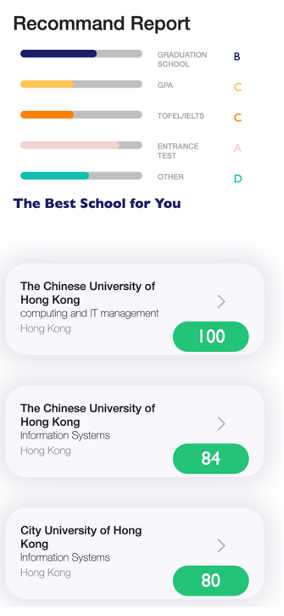 Recommand Report
GRADUATION
SCHOOL
B
GPA
C
TOFEL/IELTS
C
ENTRANCE
TEST
A
OTHER
D
The Best School for You
The Chinese University of
Hong Kong
computing and IT management
Hong Kong
100
The Chinese University of
Hong Kong
Information Systems
Hong Kong
84
City University of Hong
Kong
Information Systems
Hong Kong
80